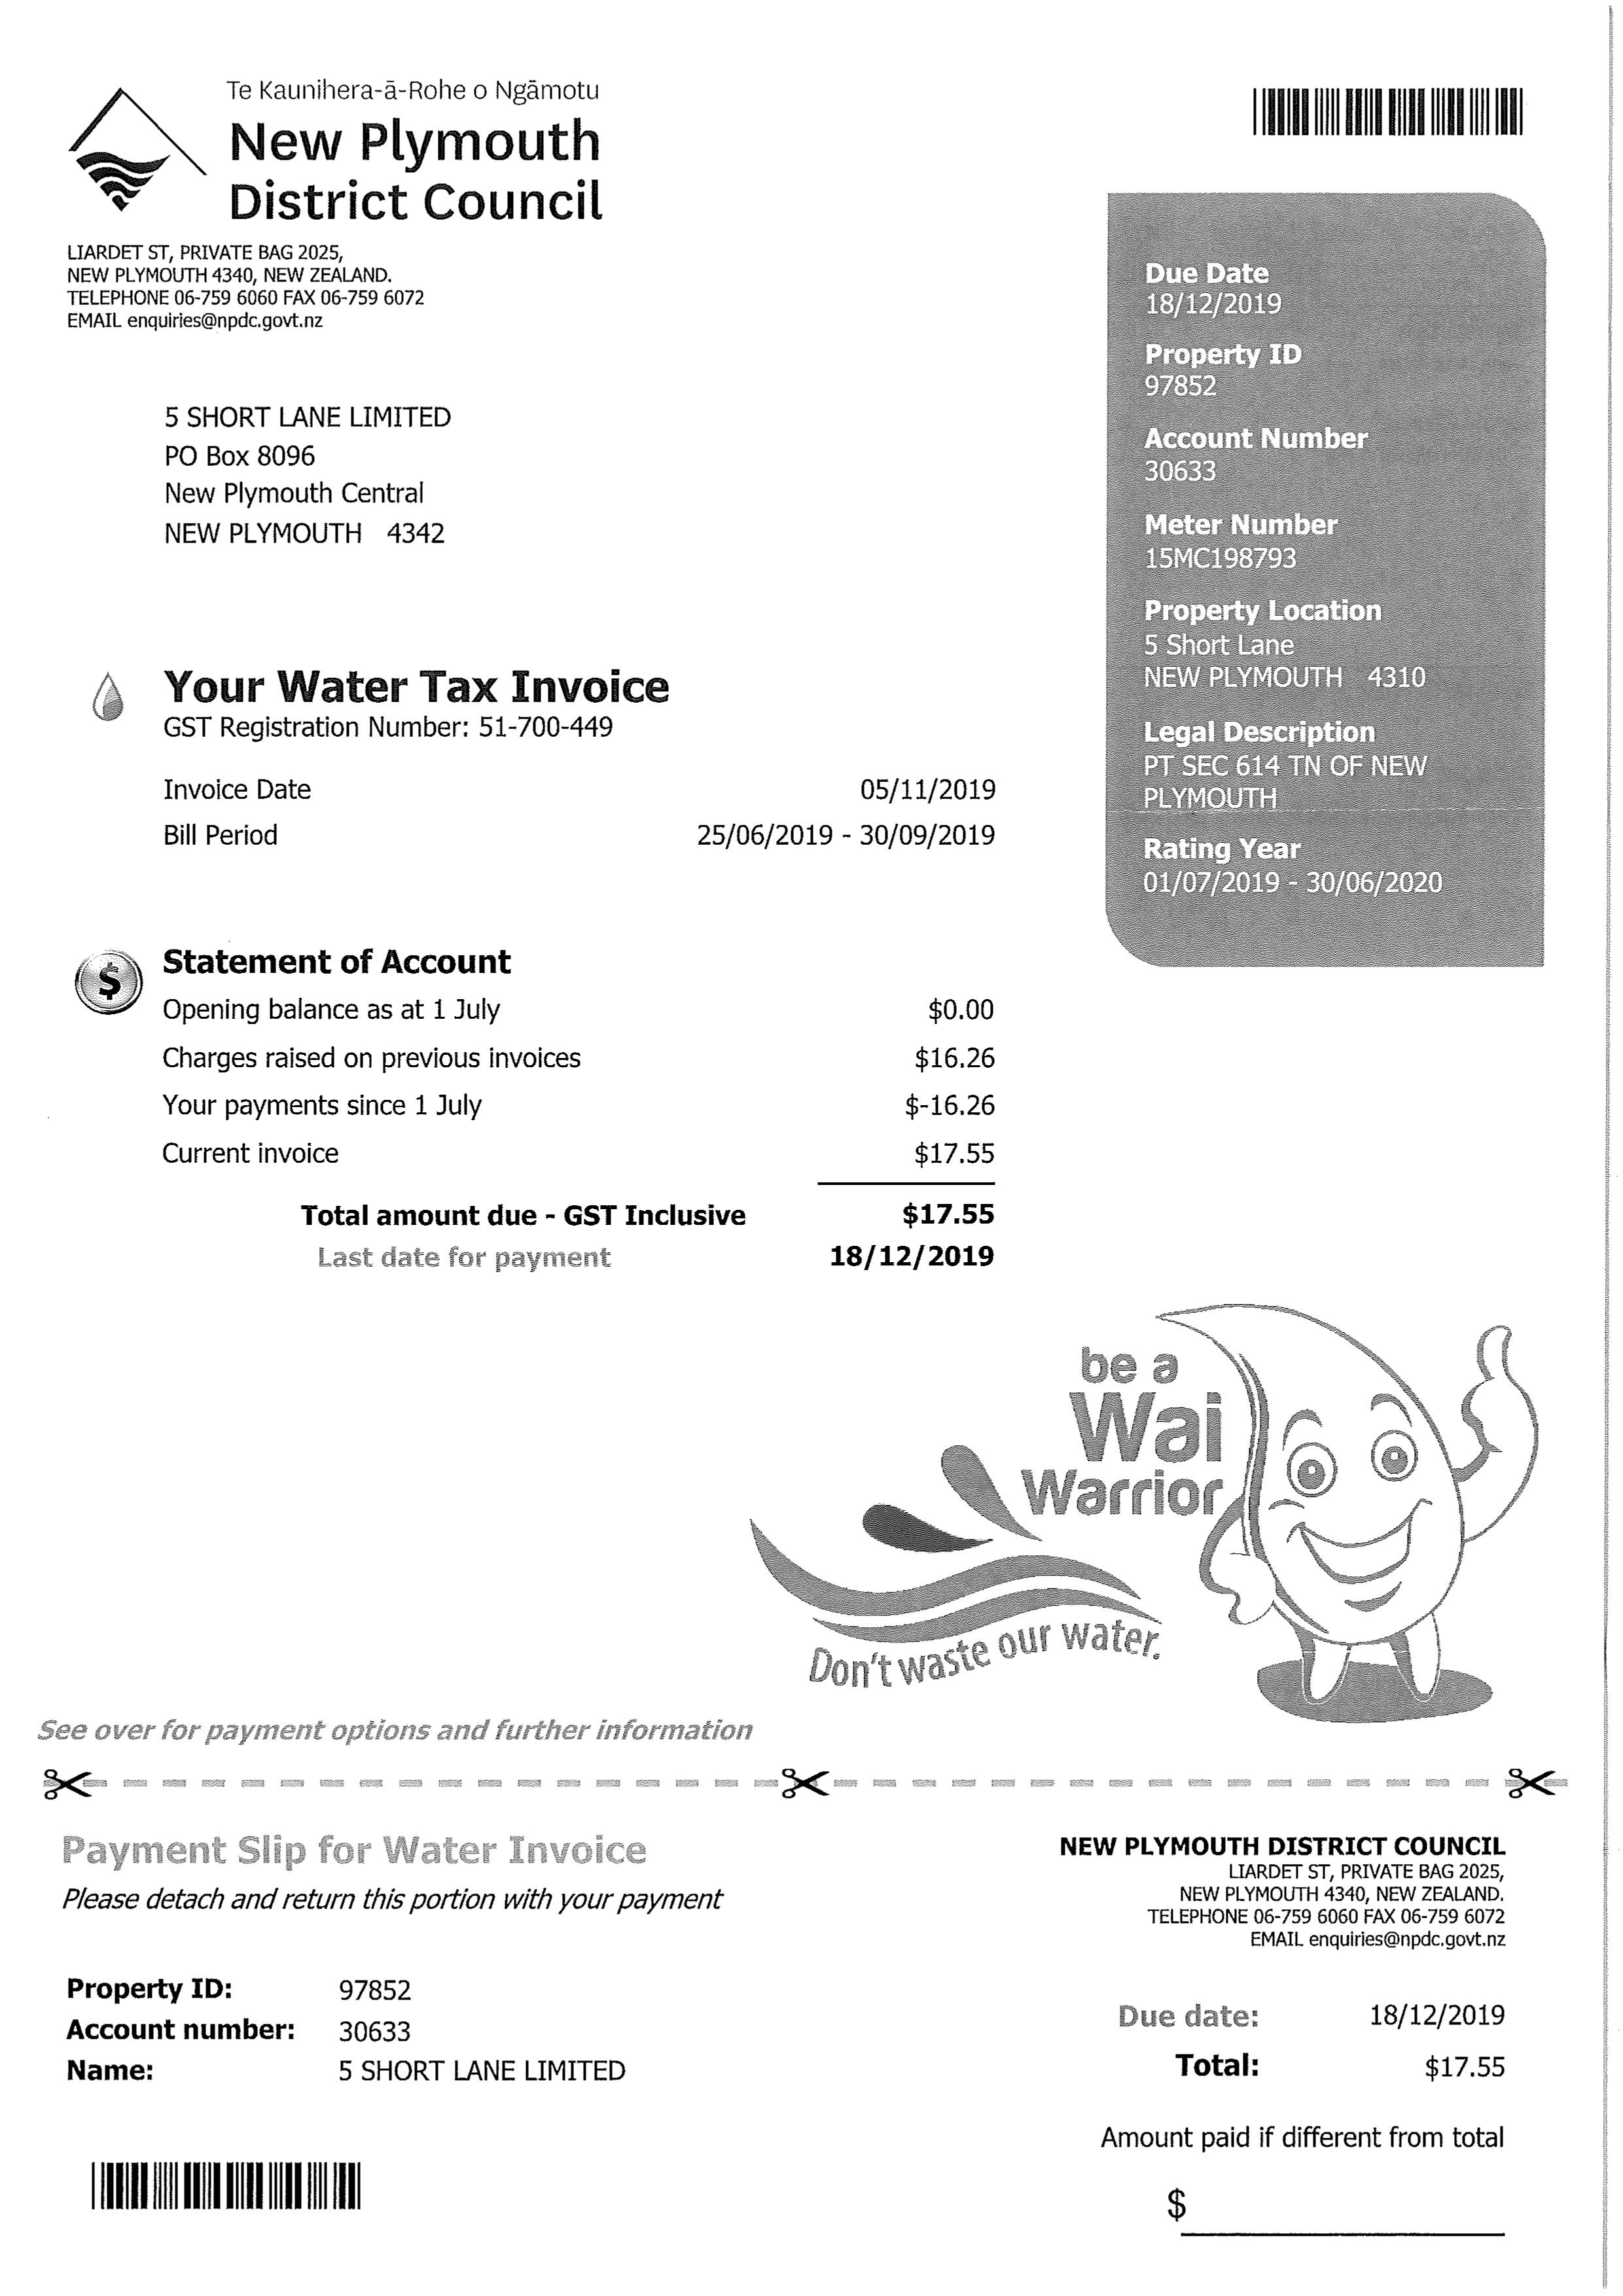 Te Kaunihera-ā-Rohe o Ngāmotu
New Plymouth
District Council
LIARDET ST, PRIVATE BAG 2025,
NEW PLYMOUTH 4340, NEW ZEALAND.
TELEPHONE 06-759 6060 FAX 06-759 6072
EMAIL enquiries@npdc.govt.nz
5 SHORT LANE LIMITED
PO Box 8096
New Plymouth Central
NEW PLYMOUTH 4342
Due Date
18/12/2019
Property ID
97852
Account Number
30633
Meter Number
15MC198793
Property Location
5 Short Lane
NEW PLYMOUTH 4310
Legal Description
PT SEC 614 TN OF NEW
PLYMOUTH
Rating Year
01/07/2019 - 30/06/2020
Your Water Tax Invoice
GST Registration Number: 51-700-449
Invoice Date 05/11/2019
Bill Period 25/06/2019 - 30/09/2019
$
Statement of Account
Opening balance as at 1 July $0.00
Charges raised on previous invoices $16.26
Your payments since 1 July $-16.26
Current invoice $17.55
Total amount due - GST Inclusive $17.55
Last date for payment 18/12/2019
be a
Wai
Warrior
Don't waste our water.
See over for payment options and further information
Payment Slip for Water Invoice
Please detach and return this portion with your payment
NEW PLYMOUTH DISTRICT COUNCIL
LIARDET ST, PRIVATE BAG 2025,
NEW PLYMOUTH 4340, NEW ZEALAND.
TELEPHONE 06-759 6060 FAX 06-759 6072
EMAIL enquiries@npdc.govt.nz
Property ID: 97852
Account number: 30633
Name: 5 SHORT LANE LIMITED
Due date: 18/12/2019
Total: $17.55
Amount paid if different from total
$